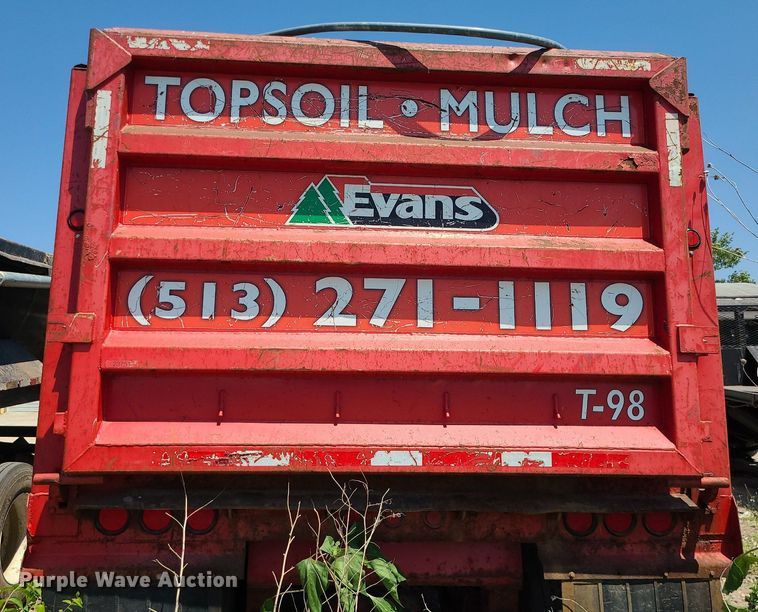 TOPSOIL • MULCH
Evans
(513) 271-1119
T-98
Purple Wave Auction